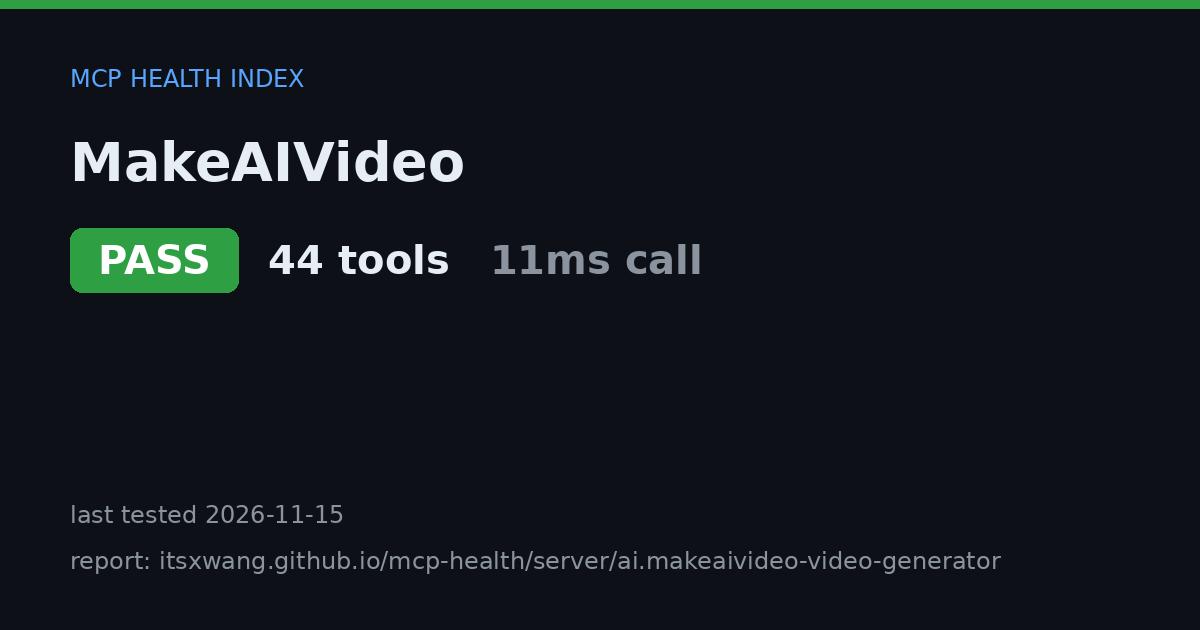 MCP HEALTH INDEX
MakeAIVideo
PASS 44 tools 11ms call
last tested 2026-11-15
report: itsxwang.github.io/mcp-health/server/ai.makeaivideo-video-generator